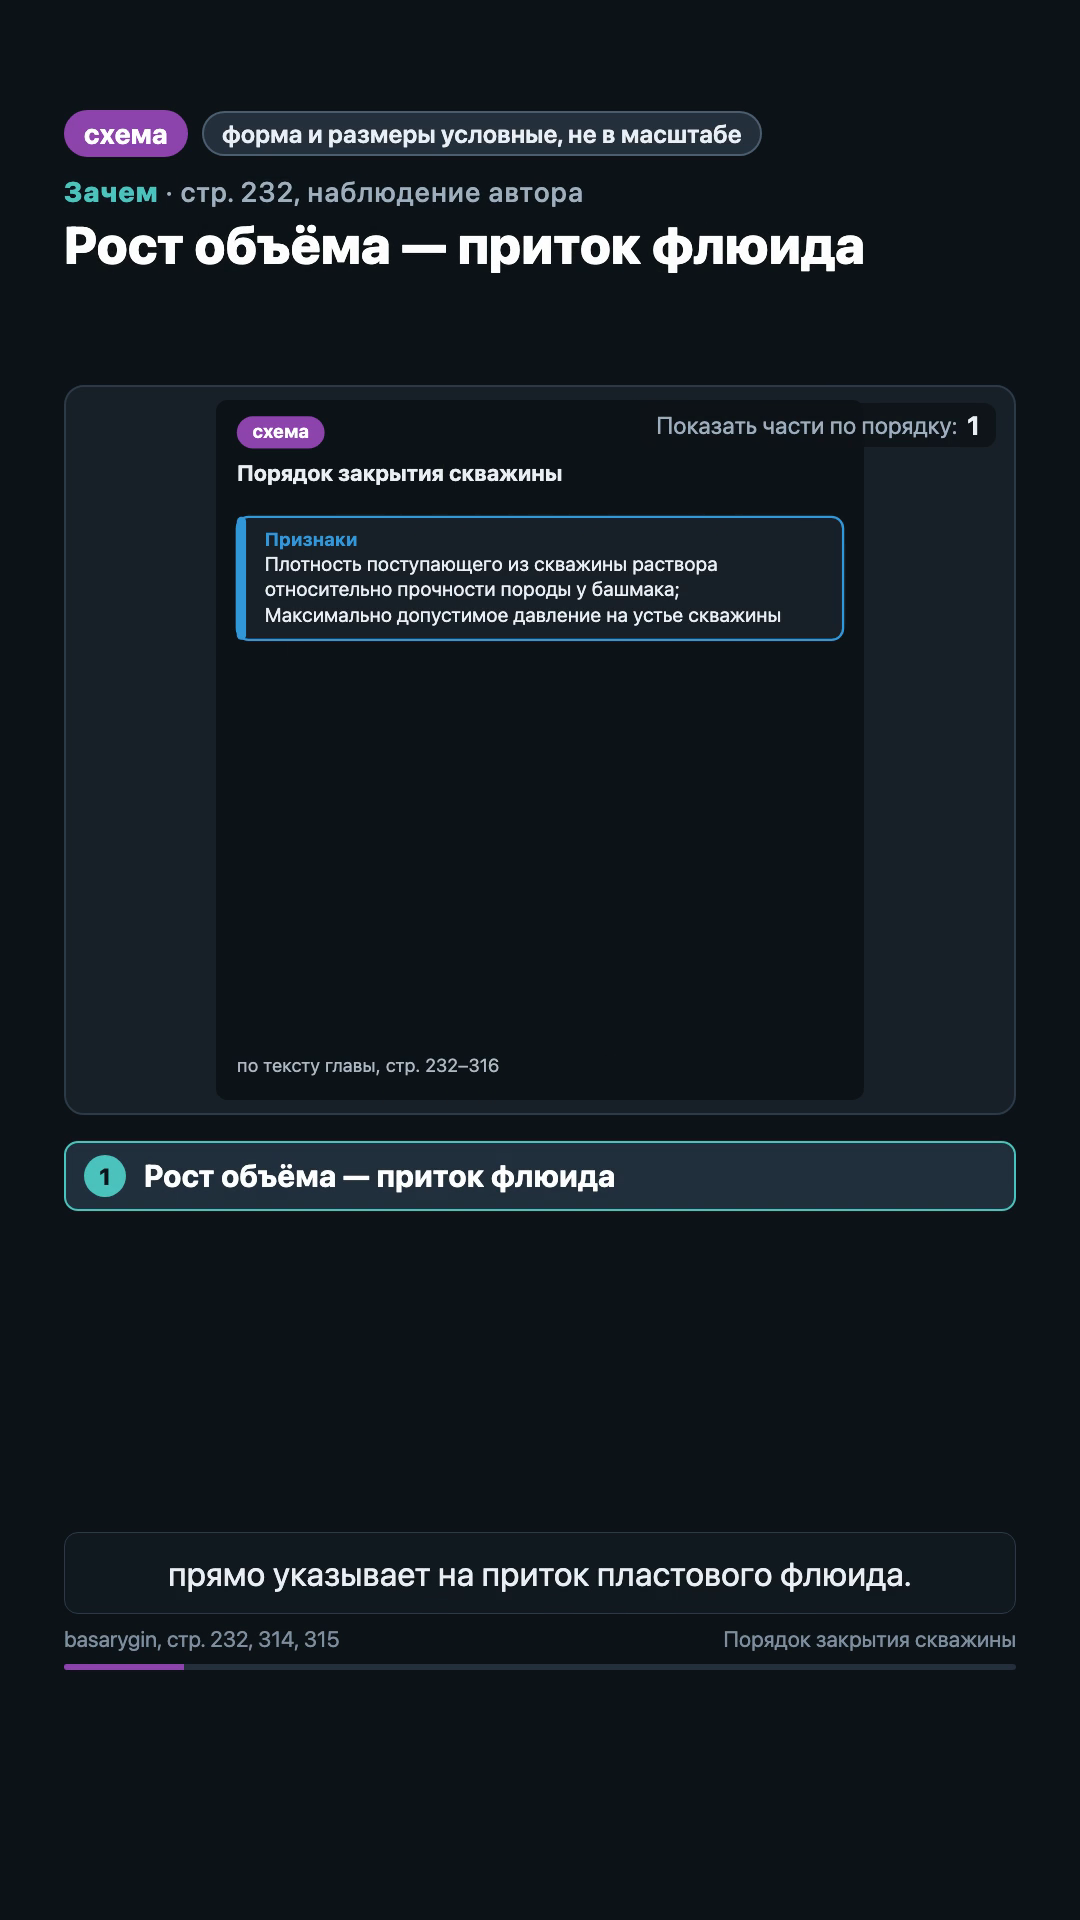 схема
форма и размеры условные, не в масштабе
Зачем · стр. 232, наблюдение автора
Рост объёма — приток флюида
Показать части по порядку: 1
схема
Порядок закрытия скважины
Признаки
Плотность поступающего из скважины раствора
относительно прочности породы у башмака;
Максимально допустимое давление на устье скважины
по тексту главы, стр. 232–316
1 Рост объёма — приток флюида
прямо указывает на приток пластового флюида.
basarygin, стр. 232, 314, 315
Порядок закрытия скважины